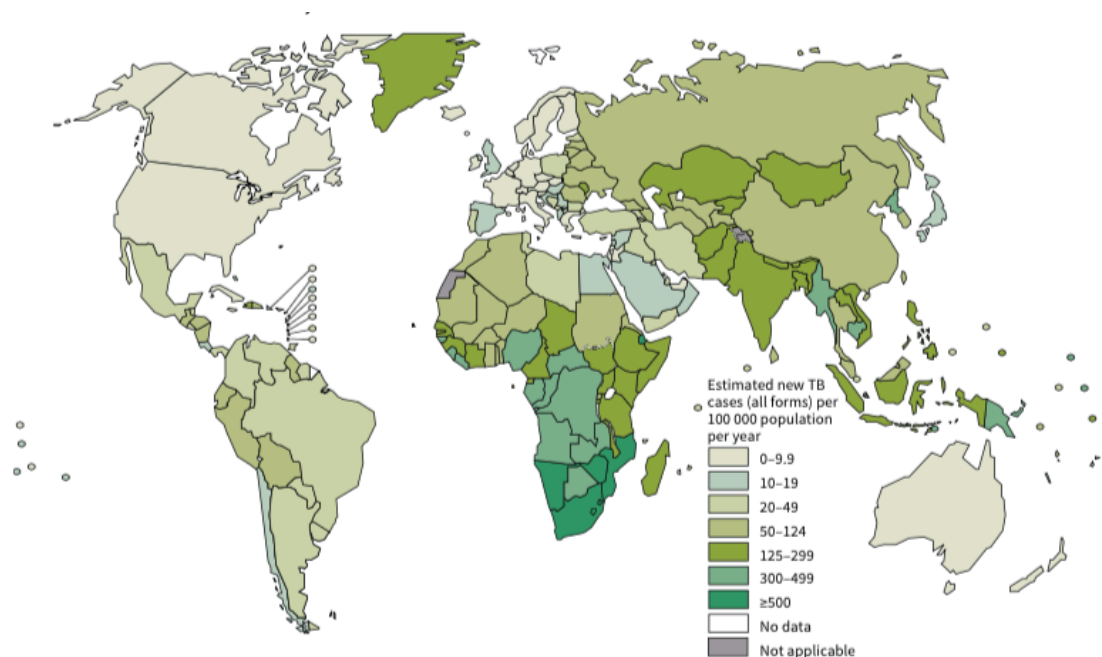 Estimated new TB
cases (all forms) per
100 000 population
per year
0–9.9
10–19
20–49
50–124
125–299
300–499
≥500
No data
Not applicable